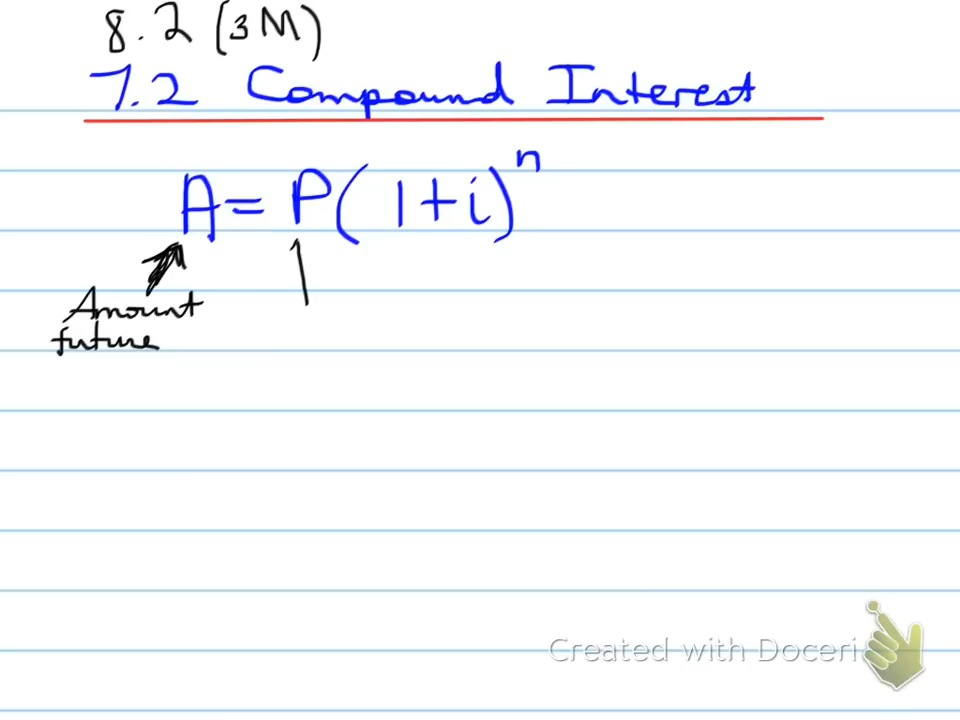 8.2 (3M)
7.2 Compound Interest
A = P(1+i)^n
Amount
future
Created with Doceri